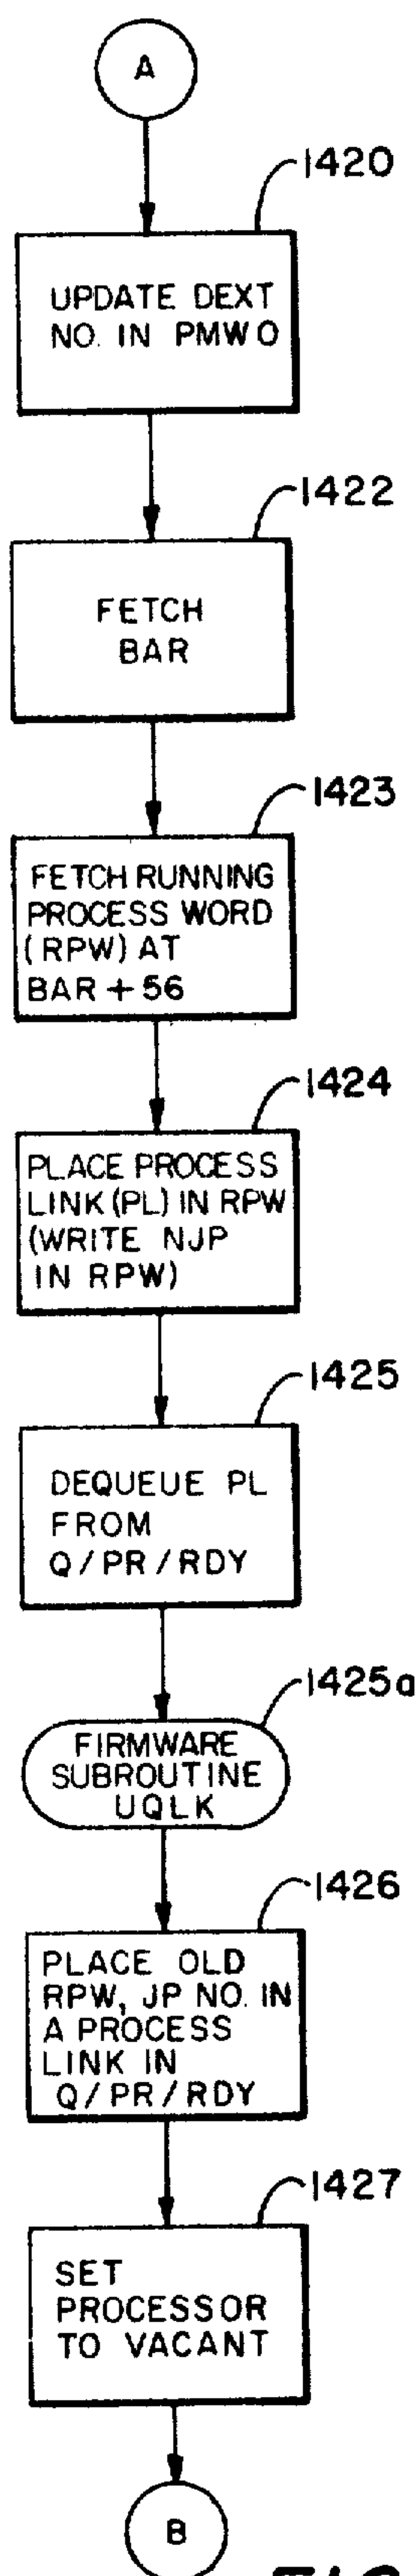 A
1420
UPDATE DEXT
NO. IN PMWO
1422
FETCH
BAR
1423
FETCH RUNNING
PROCESS WORD
(RPW) AT
BAR + 56
1424
PLACE PROCESS
LINK (PL) IN RPW
(WRITE NJP
IN RPW)
1425
DEQUEUE PL
FROM
Q/PR/RDY
1425a
FIRMWARE
SUBROUTINE
UQLK
1426
PLACE OLD
RPW, JP NO. IN
A PROCESS
LINK IN
Q/PR/RDY
1427
SET
PROCESSOR
TO VACANT
B